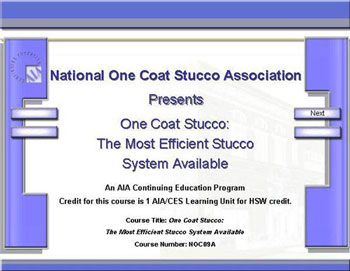 National One Coat Stucco Association
Presents
Next
One Coat Stucco:
The Most Efficient Stucco
System Available
An AIA Continuing Education Program
Credit for this course is 1 AIA/CES Learning Unit for HSW credit.
Course Title: One Coat Stucco:
The Most Efficient Stucco System Available
Course Number: NOC09A